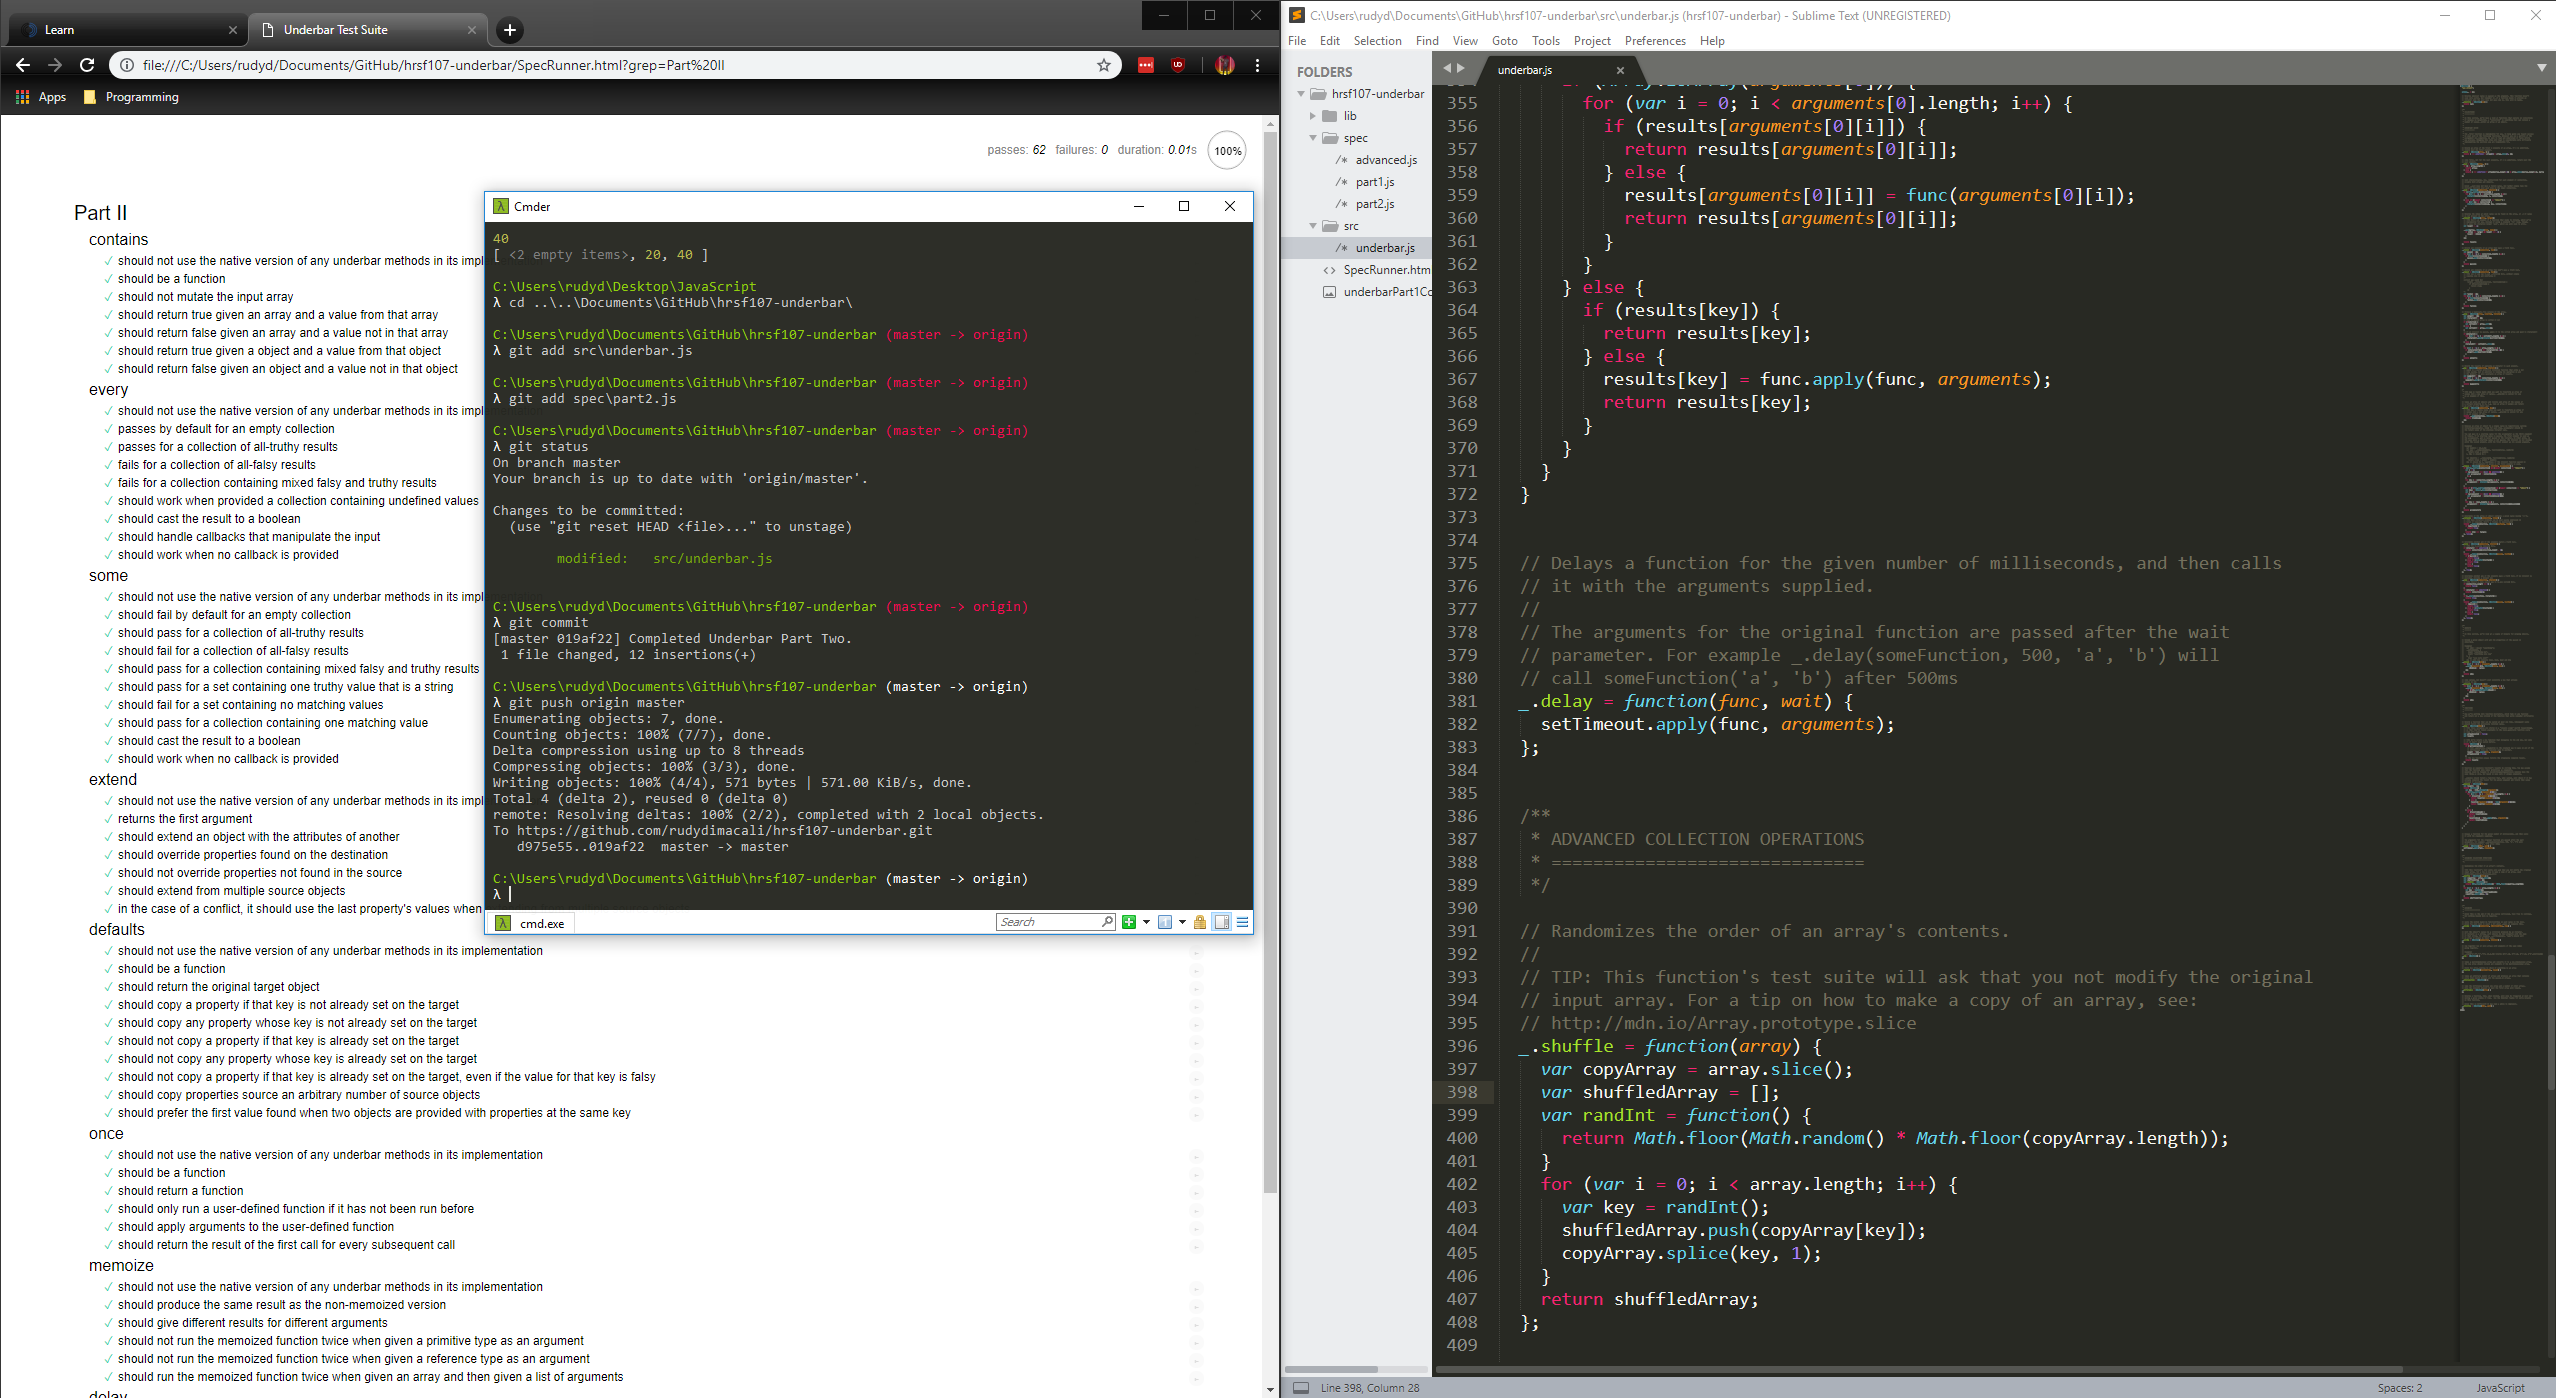 Learn
Underbar Test Suite
file:///C:/Users/rudyd/Documents/GitHub/hrsf107-underbar/SpecRunner.html?grep=Part%20II
Apps
Programming
passes: 62 failures: 0 duration: 0.01s 100%
Part II
contains
✓ should not use the native version of any underbar methods in its impl
✓ should be a function
✓ should not mutate the input array
✓ should return true given an array and a value from that array
✓ should return false given an array and a value not in that array
✓ should return true given a object and a value from that object
✓ should return false given an object and a value not in that object
every
✓ should not use the native version of any underbar methods in its impl
✓ passes by default for an empty collection
✓ passes for a collection of all-truthy results
✓ fails for a collection of all-falsy results
✓ fails for a collection containing mixed falsy and truthy results
✓ should work when provided a collection containing undefined values
✓ should cast the result to a boolean
✓ should handle callbacks that manipulate the input
✓ should work when no callback is provided
some
✓ should not use the native version of any underbar methods in its impl
✓ should fail by default for an empty collection
✓ should pass for a collection of all-truthy results
✓ should fail for a collection of all-falsy results
✓ should pass for a collection containing mixed falsy and truthy results
✓ should pass for a set containing one truthy value that is a string
✓ should fail for a set containing no matching values
✓ should pass for a collection containing one matching value
✓ should cast the result to a boolean
✓ should work when no callback is provided
extend
✓ should not use the native version of any underbar methods in its impl
✓ returns the first argument
✓ should extend an object with the attributes of another
✓ should override properties found on the destination
✓ should not override properties not found in the source
✓ should extend from multiple source objects
✓ in the case of a conflict, it should use the last property's values when
defaults
✓ should not use the native version of any underbar methods in its implementation
✓ should be a function
✓ should return the original target object
✓ should copy a property if that key is not already set on the target
✓ should copy any property whose key is not already set on the target
✓ should not copy a property if that key is already set on the target
✓ should not copy any property whose key is already set on the target
✓ should not copy a property if that key is already set on the target, even if the value for that key is falsy
✓ should copy properties source an arbitrary number of source objects
✓ should prefer the first value found when two objects are provided with properties at the same key
once
✓ should not use the native version of any underbar methods in its implementation
✓ should be a function
✓ should return a function
✓ should only run a user-defined function if it has not been run before
✓ should apply arguments to the user-defined function
✓ should return the result of the first call for every subsequent call
memoize
✓ should not use the native version of any underbar methods in its implementation
✓ should produce the same result as the non-memoized version
✓ should give different results for different arguments
✓ should not run the memoized function twice when given a primitive type as an argument
✓ should not run the memoized function twice when given a reference type as an argument
✓ should run the memoized function twice when given an array and then given a list of arguments
delay
Cmder
40
[ <2 empty items>, 20, 40 ]
C:\Users\rudyd\Desktop\JavaScript
λ cd ..\..\Documents\GitHub\hrsf107-underbar\
C:\Users\rudyd\Documents\GitHub\hrsf107-underbar (master -> origin)
λ git add src\underbar.js
C:\Users\rudyd\Documents\GitHub\hrsf107-underbar (master -> origin)
λ git add spec\part2.js
C:\Users\rudyd\Documents\GitHub\hrsf107-underbar (master -> origin)
λ git status
On branch master
Your branch is up to date with 'origin/master'.
Changes to be committed:
(use "git reset HEAD <file>..." to unstage)
modified: src/underbar.js
C:\Users\rudyd\Documents\GitHub\hrsf107-underbar (master -> origin)
λ git commit
[master 019af22] Completed Underbar Part Two.
1 file changed, 12 insertions(+)
C:\Users\rudyd\Documents\GitHub\hrsf107-underbar (master -> origin)
λ git push origin master
Enumerating objects: 7, done.
Counting objects: 100% (7/7), done.
Delta compression using up to 8 threads
Compressing objects: 100% (3/3), done.
Writing objects: 100% (4/4), 571 bytes | 571.00 KiB/s, done.
Total 4 (delta 2), reused 0 (delta 0)
remote: Resolving deltas: 100% (2/2), completed with 2 local objects.
To https://github.com/rudydimacali/hrsf107-underbar.git
d975e55..019af22 master -> master
C:\Users\rudyd\Documents\GitHub\hrsf107-underbar (master -> origin)
λ
cmd.exe
Search
C:\Users\rudyd\Documents\GitHub\hrsf107-underbar\src\underbar.js (hrsf107-underbar) - Sublime Text (UNREGISTERED)
File Edit Selection Find View Goto Tools Project Preferences Help
FOLDERS
hrsf107-underbar
lib
spec
/* advanced.js
/* part1.js
/* part2.js
src
/* underbar.js
<> SpecRunner.htm
underbarPart1Co
underbar.js
355 for (var i = 0; i < arguments[0].length; i++) {
356 if (results[arguments[0][i]]) {
357 return results[arguments[0][i]];
358 } else {
359 results[arguments[0][i]] = func(arguments[0][i]);
360 return results[arguments[0][i]];
361 }
362 }
363 } else {
364 if (results[key]) {
365 return results[key];
366 } else {
367 results[key] = func.apply(func, arguments);
368 return results[key];
369 }
370 }
371 }
372 }
373
374
375 // Delays a function for the given number of milliseconds, and then calls
376 // it with the arguments supplied.
377 //
378 // The arguments for the original function are passed after the wait
379 // parameter. For example _.delay(someFunction, 500, 'a', 'b') will
380 // call someFunction('a', 'b') after 500ms
381 _.delay = function(func, wait) {
382 setTimeout.apply(func, arguments);
383 };
384
385
386 /**
387 * ADVANCED COLLECTION OPERATIONS
388 * ==============================
389 */
390
391 // Randomizes the order of an array's contents.
392 //
393 // TIP: This function's test suite will ask that you not modify the original
394 // input array. For a tip on how to make a copy of an array, see:
395 // http://mdn.io/Array.prototype.slice
396 _.shuffle = function(array) {
397 var copyArray = array.slice();
398 var shuffledArray = [];
399 var randInt = function() {
400 return Math.floor(Math.random() * Math.floor(copyArray.length));
401 }
402 for (var i = 0; i < array.length; i++) {
403 var key = randInt();
404 shuffledArray.push(copyArray[key]);
405 copyArray.splice(key, 1);
406 }
407 return shuffledArray;
408 };
409
Line 398, Column 28
Spaces: 2
JavaScript